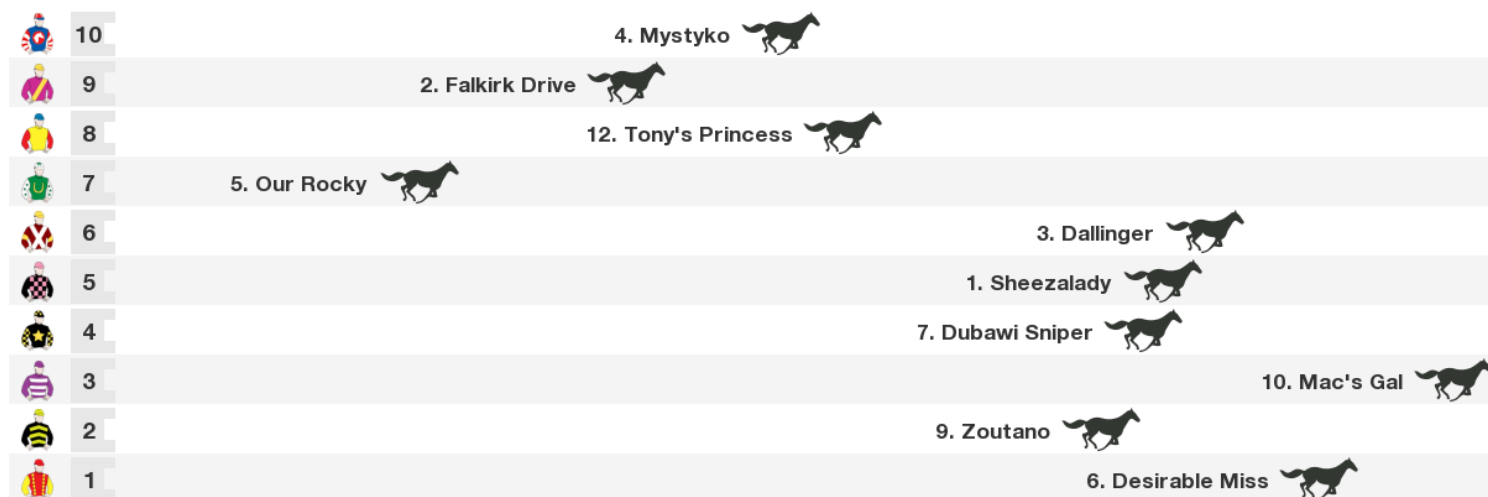 10 4. Mystyko
9 2. Falkirk Drive
8 12. Tony's Princess
7 5. Our Rocky
6 3. Dallinger
5 1. Sheezalady
4 7. Dubawi Sniper
3 10. Mac's Gal
2 9. Zoutano
1 6. Desirable Miss